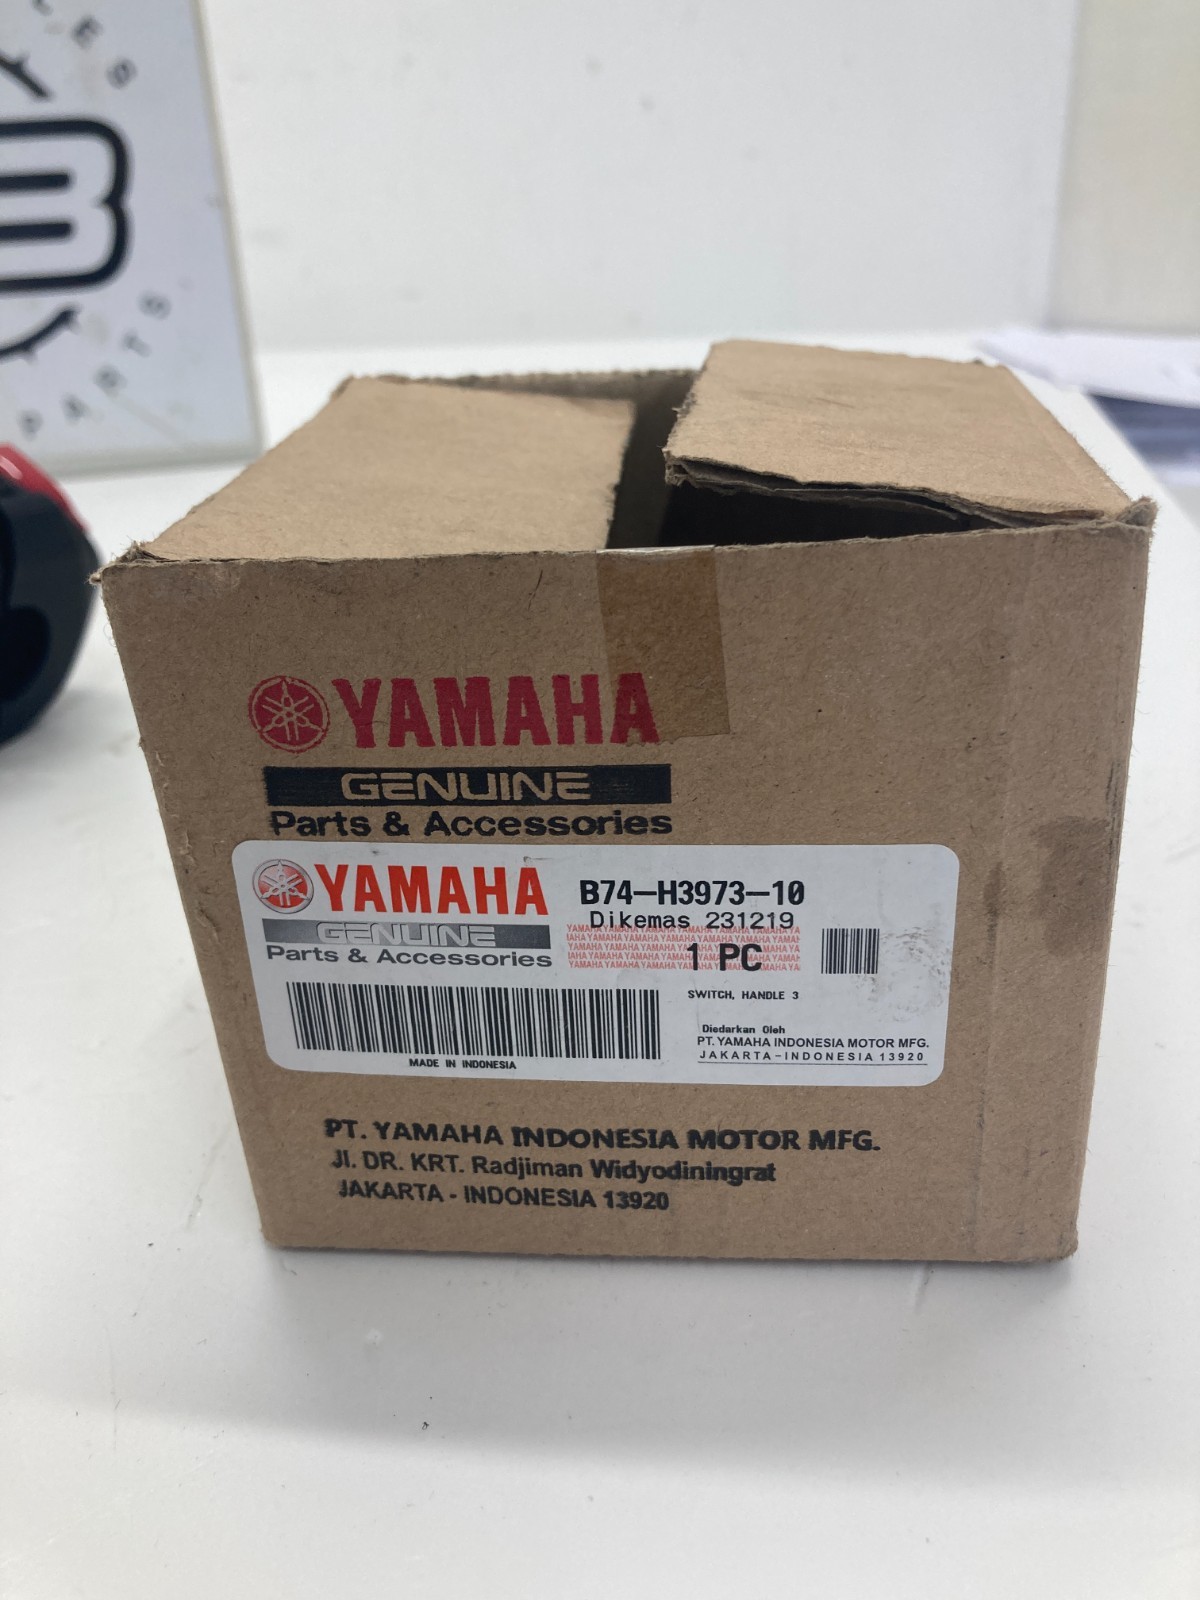 B
PARTS
YAMAHA
GENUINE
Parts & Accessories
YAMAHA
GENUINE
Parts & Accessories
B74-H3973-10
Dikemas 231219
1 PC
SWITCH, HANDLE 3
MADE IN INDONESIA
Diedarkan Oleh
PT. YAMAHA INDONESIA MOTOR MFG.
JAKARTA-INDONESIA 13920
PT. YAMAHA INDONESIA MOTOR MFG.
Jl. DR. KRT. Radjiman Widyodiningrat
JAKARTA - INDONESIA 13920